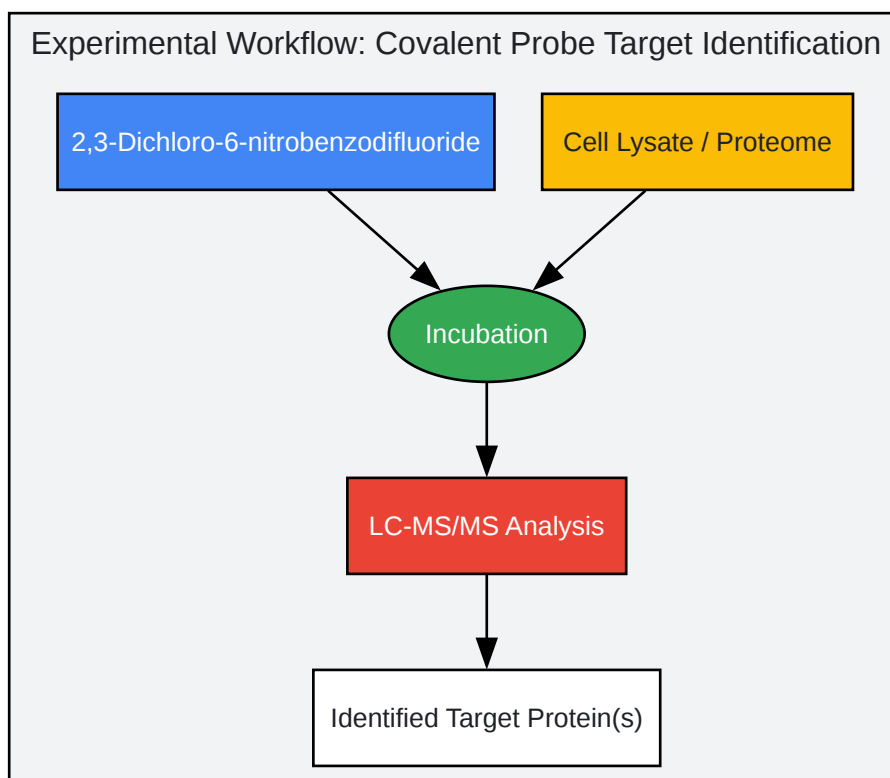 Experimental Workflow: Covalent Probe Target Identification
2,3-Dichloro-6-nitrobenzodifluoride
Cell Lysate / Proteome
Incubation
LC-MS/MS Analysis
Identified Target Protein(s)